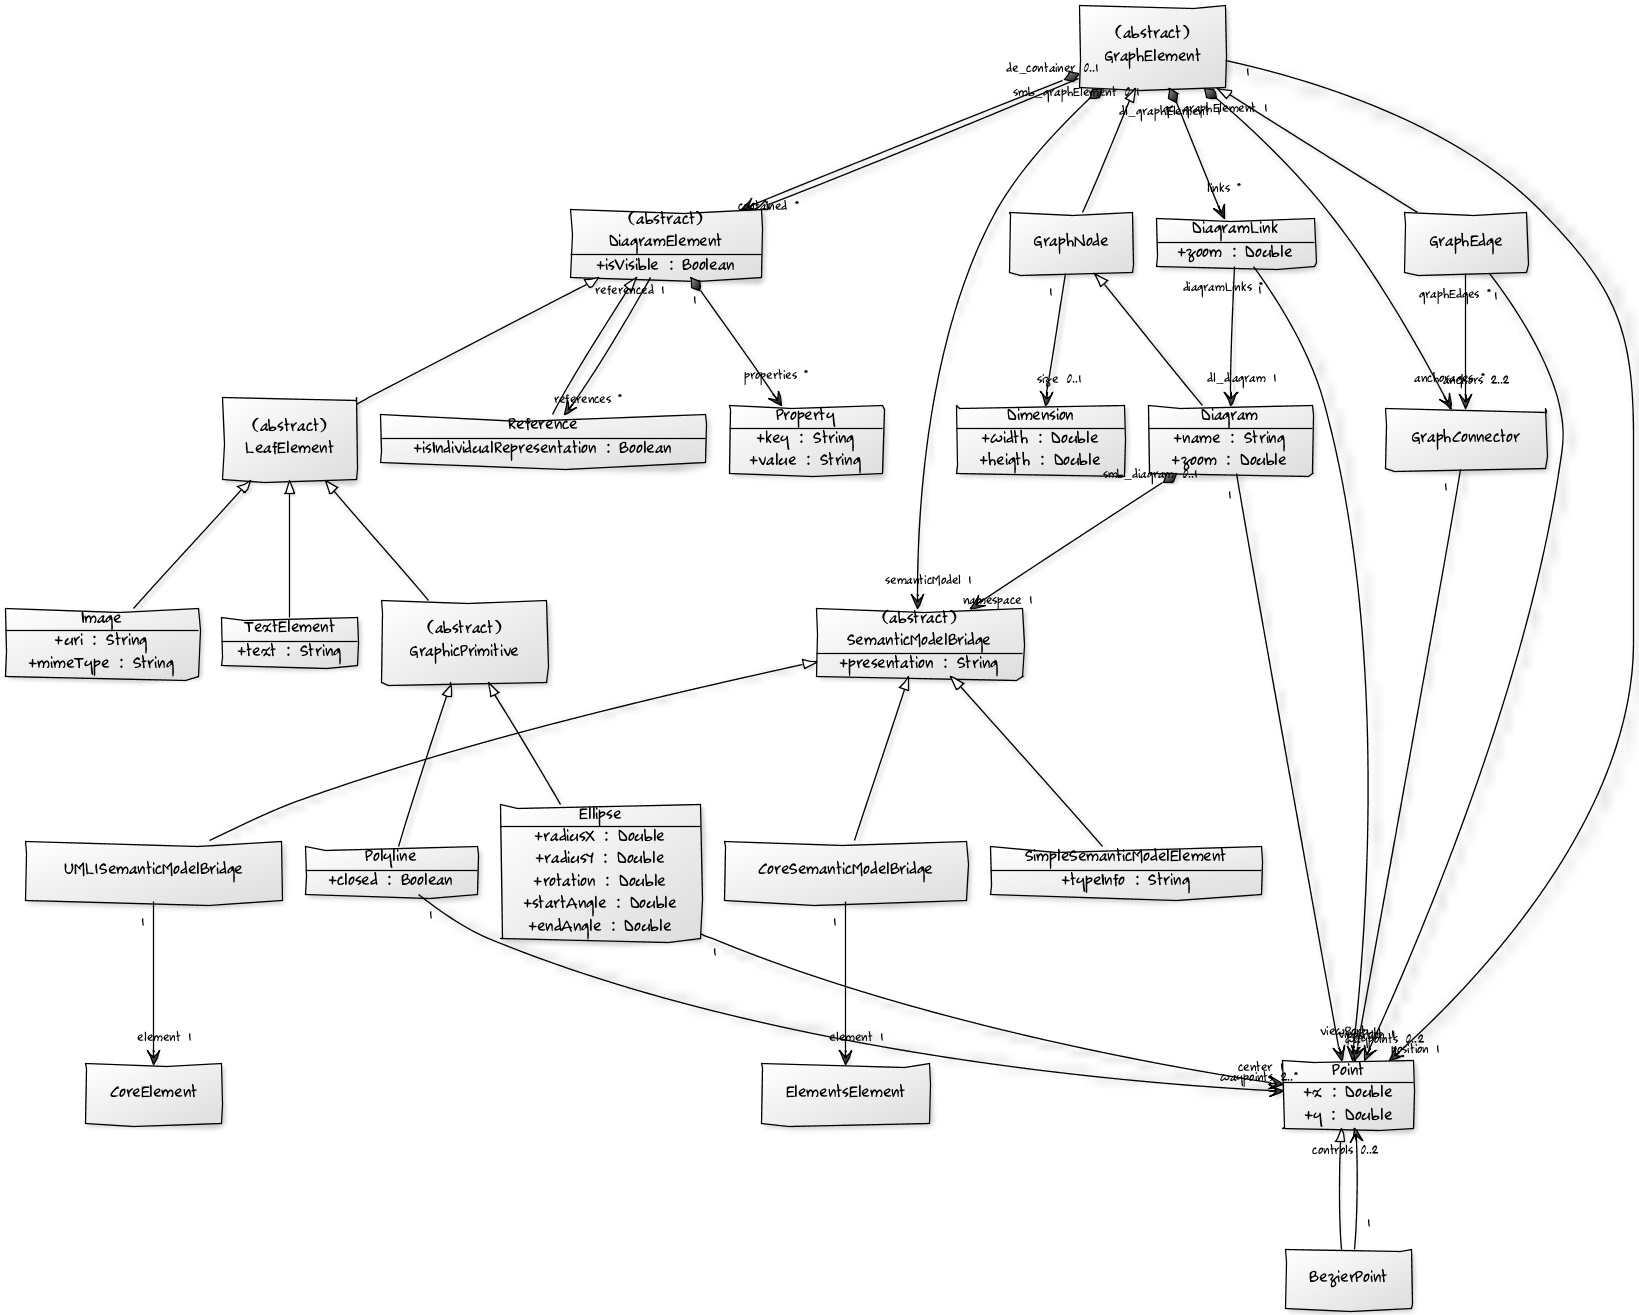 (abstract)
GraphElement
de_container 0..1
1
smb_graphElement 0..1
dl_graphElement
graphElement 1
links *
contained *
(abstract)
DiagramElement
+isVisible : Boolean
GraphNode
DiagramLink
+zoom : Double
GraphEdge
referenced 1
1
1
diagramLinks *
1
graphEdges *
1
properties *
size 0..1
dl_diagram 1
anchors 2..2
references *
(abstract)
LeafElement
Reference
+isIndividualRepresentation : Boolean
Property
+key : String
+value : String
Dimension
+width : Double
+heigth : Double
Diagram
+name : String
+zoom : Double
GraphConnector
smb_diagram 0..1
1
1
semanticModel 1
namespace 1
Image
+uri : String
+mimeType : String
TextElement
+text : String
(abstract)
GraphicPrimitive
(abstract)
SemanticModelBridge
+presentation : String
UML1SemanticModelBridge
Polyline
+closed : Boolean
Ellipse
+radiusX : Double
+radiusY : Double
+rotation : Double
+startAngle : Double
+endAngle : Double
CoreSemanticModelBridge
SimpleSemanticModelElement
+typeInfo : String
1
1
1
1
element 1
element 1
position 1
center
waypoints 2..*
CoreElement
ElementsElement
Point
+x : Double
+y : Double
controls 0..2
1
BezierPoint